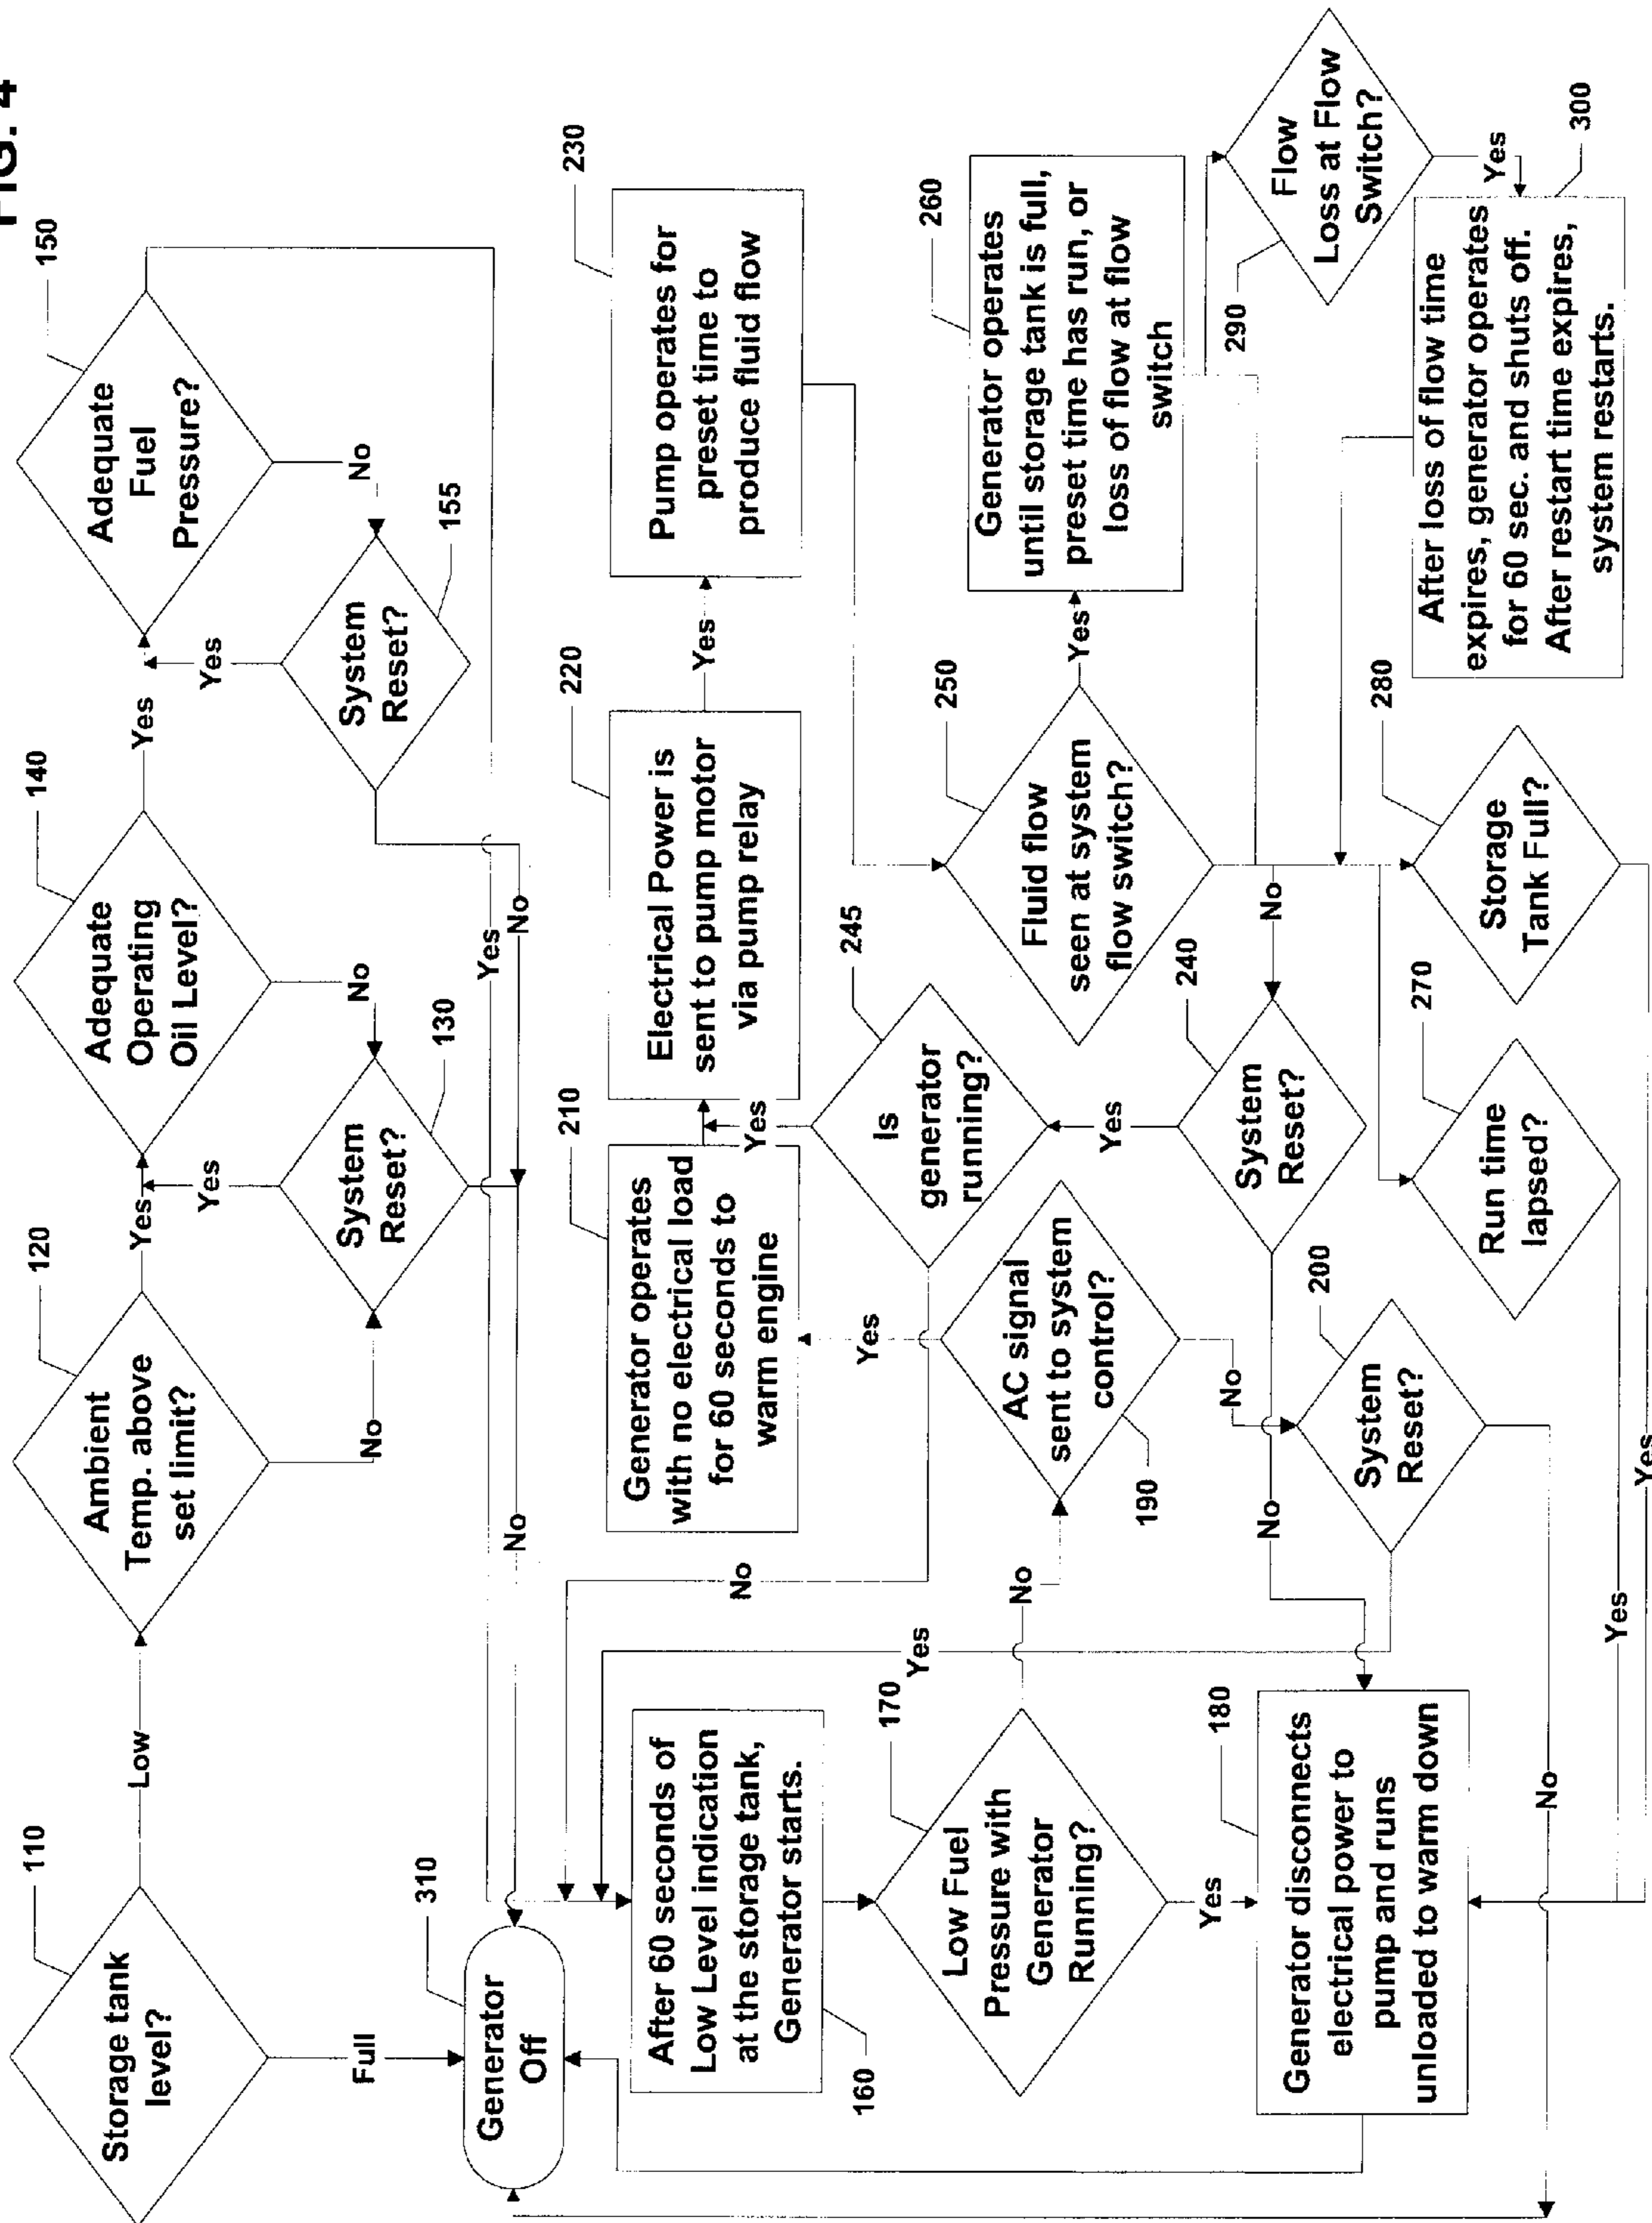 FIG. 4
110
Storage tank
level?
Low
Full
120
Ambient
Temp. above
set limit?
Yes
No
130
System
Reset?
Yes
No
140
Adequate
Operating
Oil Level?
Yes
No
150
Adequate
Fuel
Pressure?
No
Yes
155
System
Reset?
Yes
No
310
Generator
Off
After 60 seconds of
Low Level indication
at the storage tank,
Generator starts.
160
170
Low Fuel
Pressure with
Generator
Running?
No
Yes
180
Generator disconnects
electrical power to
pump and runs
unloaded to warm down
AC signal
sent to system
control?
190
Yes
No
200
System
Reset?
Yes
No
210
Generator operates
with no electrical load
for 60 seconds to
warm engine
220
Electrical Power is
sent to pump motor
via pump relay
Yes
230
Pump operates for
preset time to
produce fluid flow
245
Is
generator
running?
Yes
No
240
System
Reset?
Yes
No
250
Fluid flow
seen at system
flow switch?
Yes
No
260
Generator operates
until storage tank is full,
preset time has run, or
loss of flow at flow
switch
270
Run time
lapsed?
Yes
280
Storage
Tank Full?
Yes
290
Flow
Loss at Flow
Switch?
Yes
300
After loss of flow time
expires, generator operates
for 60 sec. and shuts off.
After restart time expires,
system restarts.